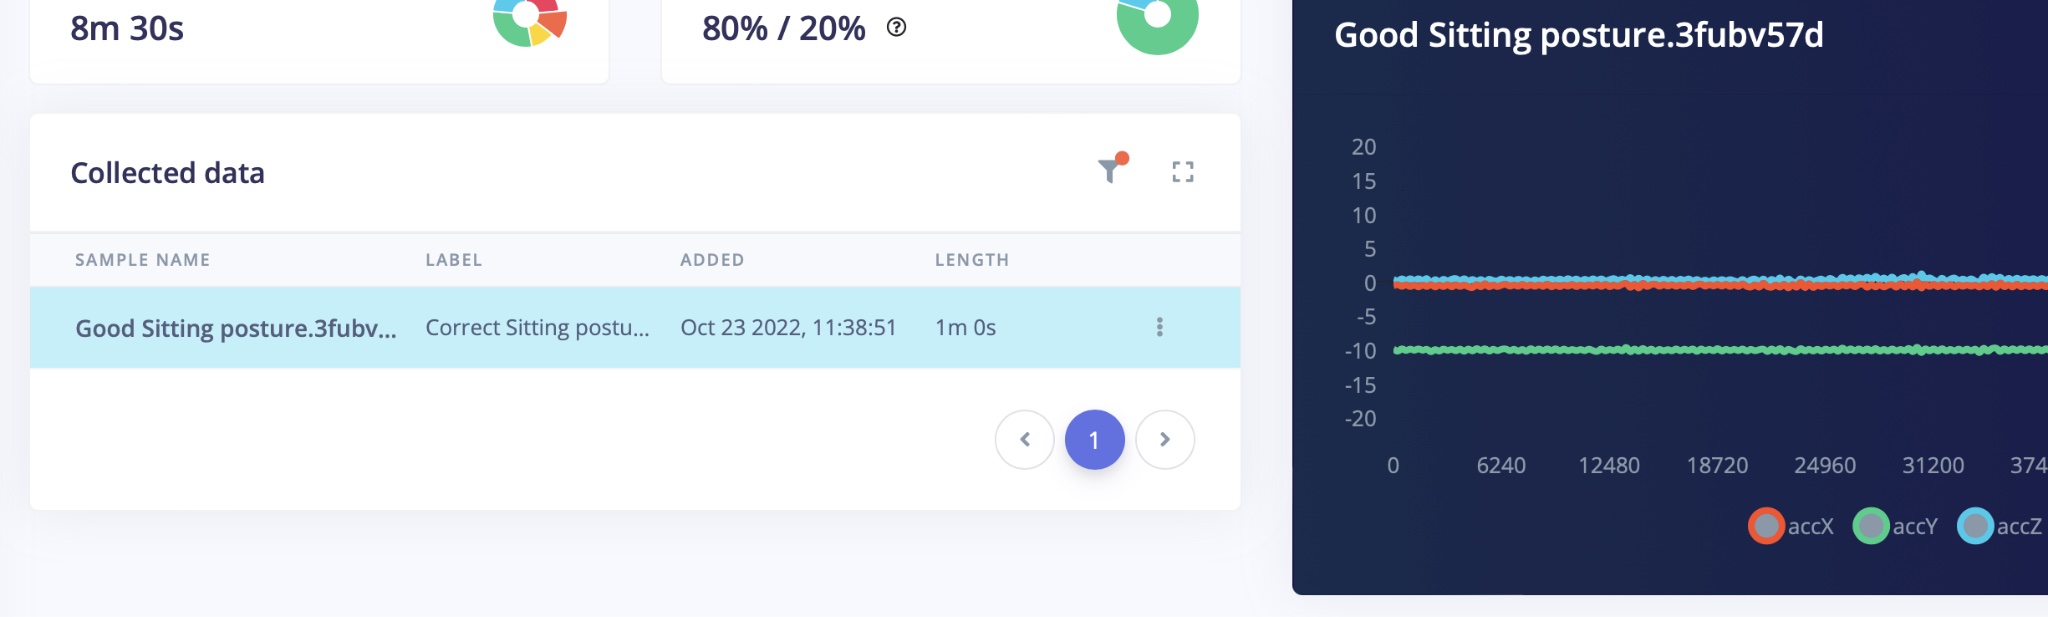 8m 30s
80% / 20%
Collected data
SAMPLE NAME LABEL ADDED LENGTH
Good Sitting posture.3fubv... Correct Sitting postu... Oct 23 2022, 11:38:51 1m 0s
1
Good Sitting posture.3fubv57d
20
15
10
5
0
-5
-10
-15
-20
0 6240 12480 18720 24960 31200 374
accX accY accZ